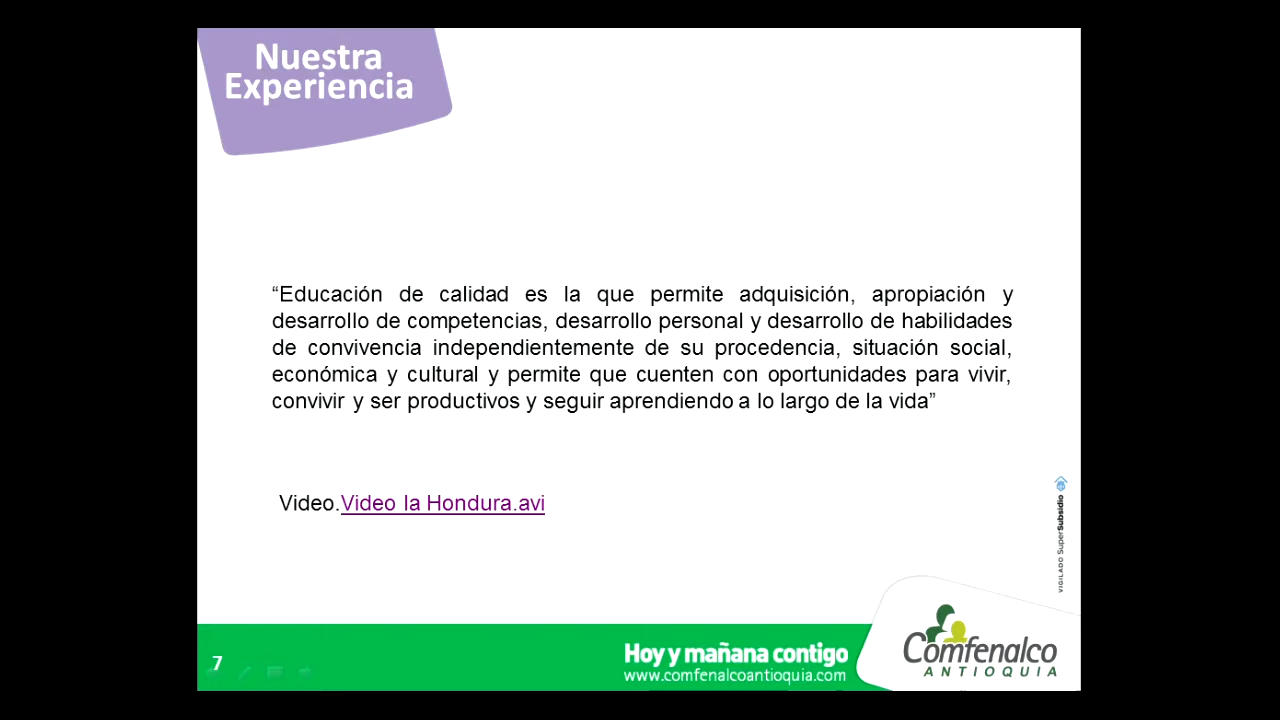 Nuestra
Experiencia
“Educación de calidad es la que permite adquisición, apropiación y
desarrollo de competencias, desarrollo personal y desarrollo de habilidades
de convivencia independientemente de su procedencia, situación social,
económica y cultural y permite que cuenten con oportunidades para vivir,
convivir y ser productivos y seguir aprendiendo a lo largo de la vida”
Video.Video la Hondura.avi
VIGILADO SuperSubsidio
7
Hoy y mañana contigo
www.comfenalcoantioquia.com
Comfenalco
ANTIOQUIA